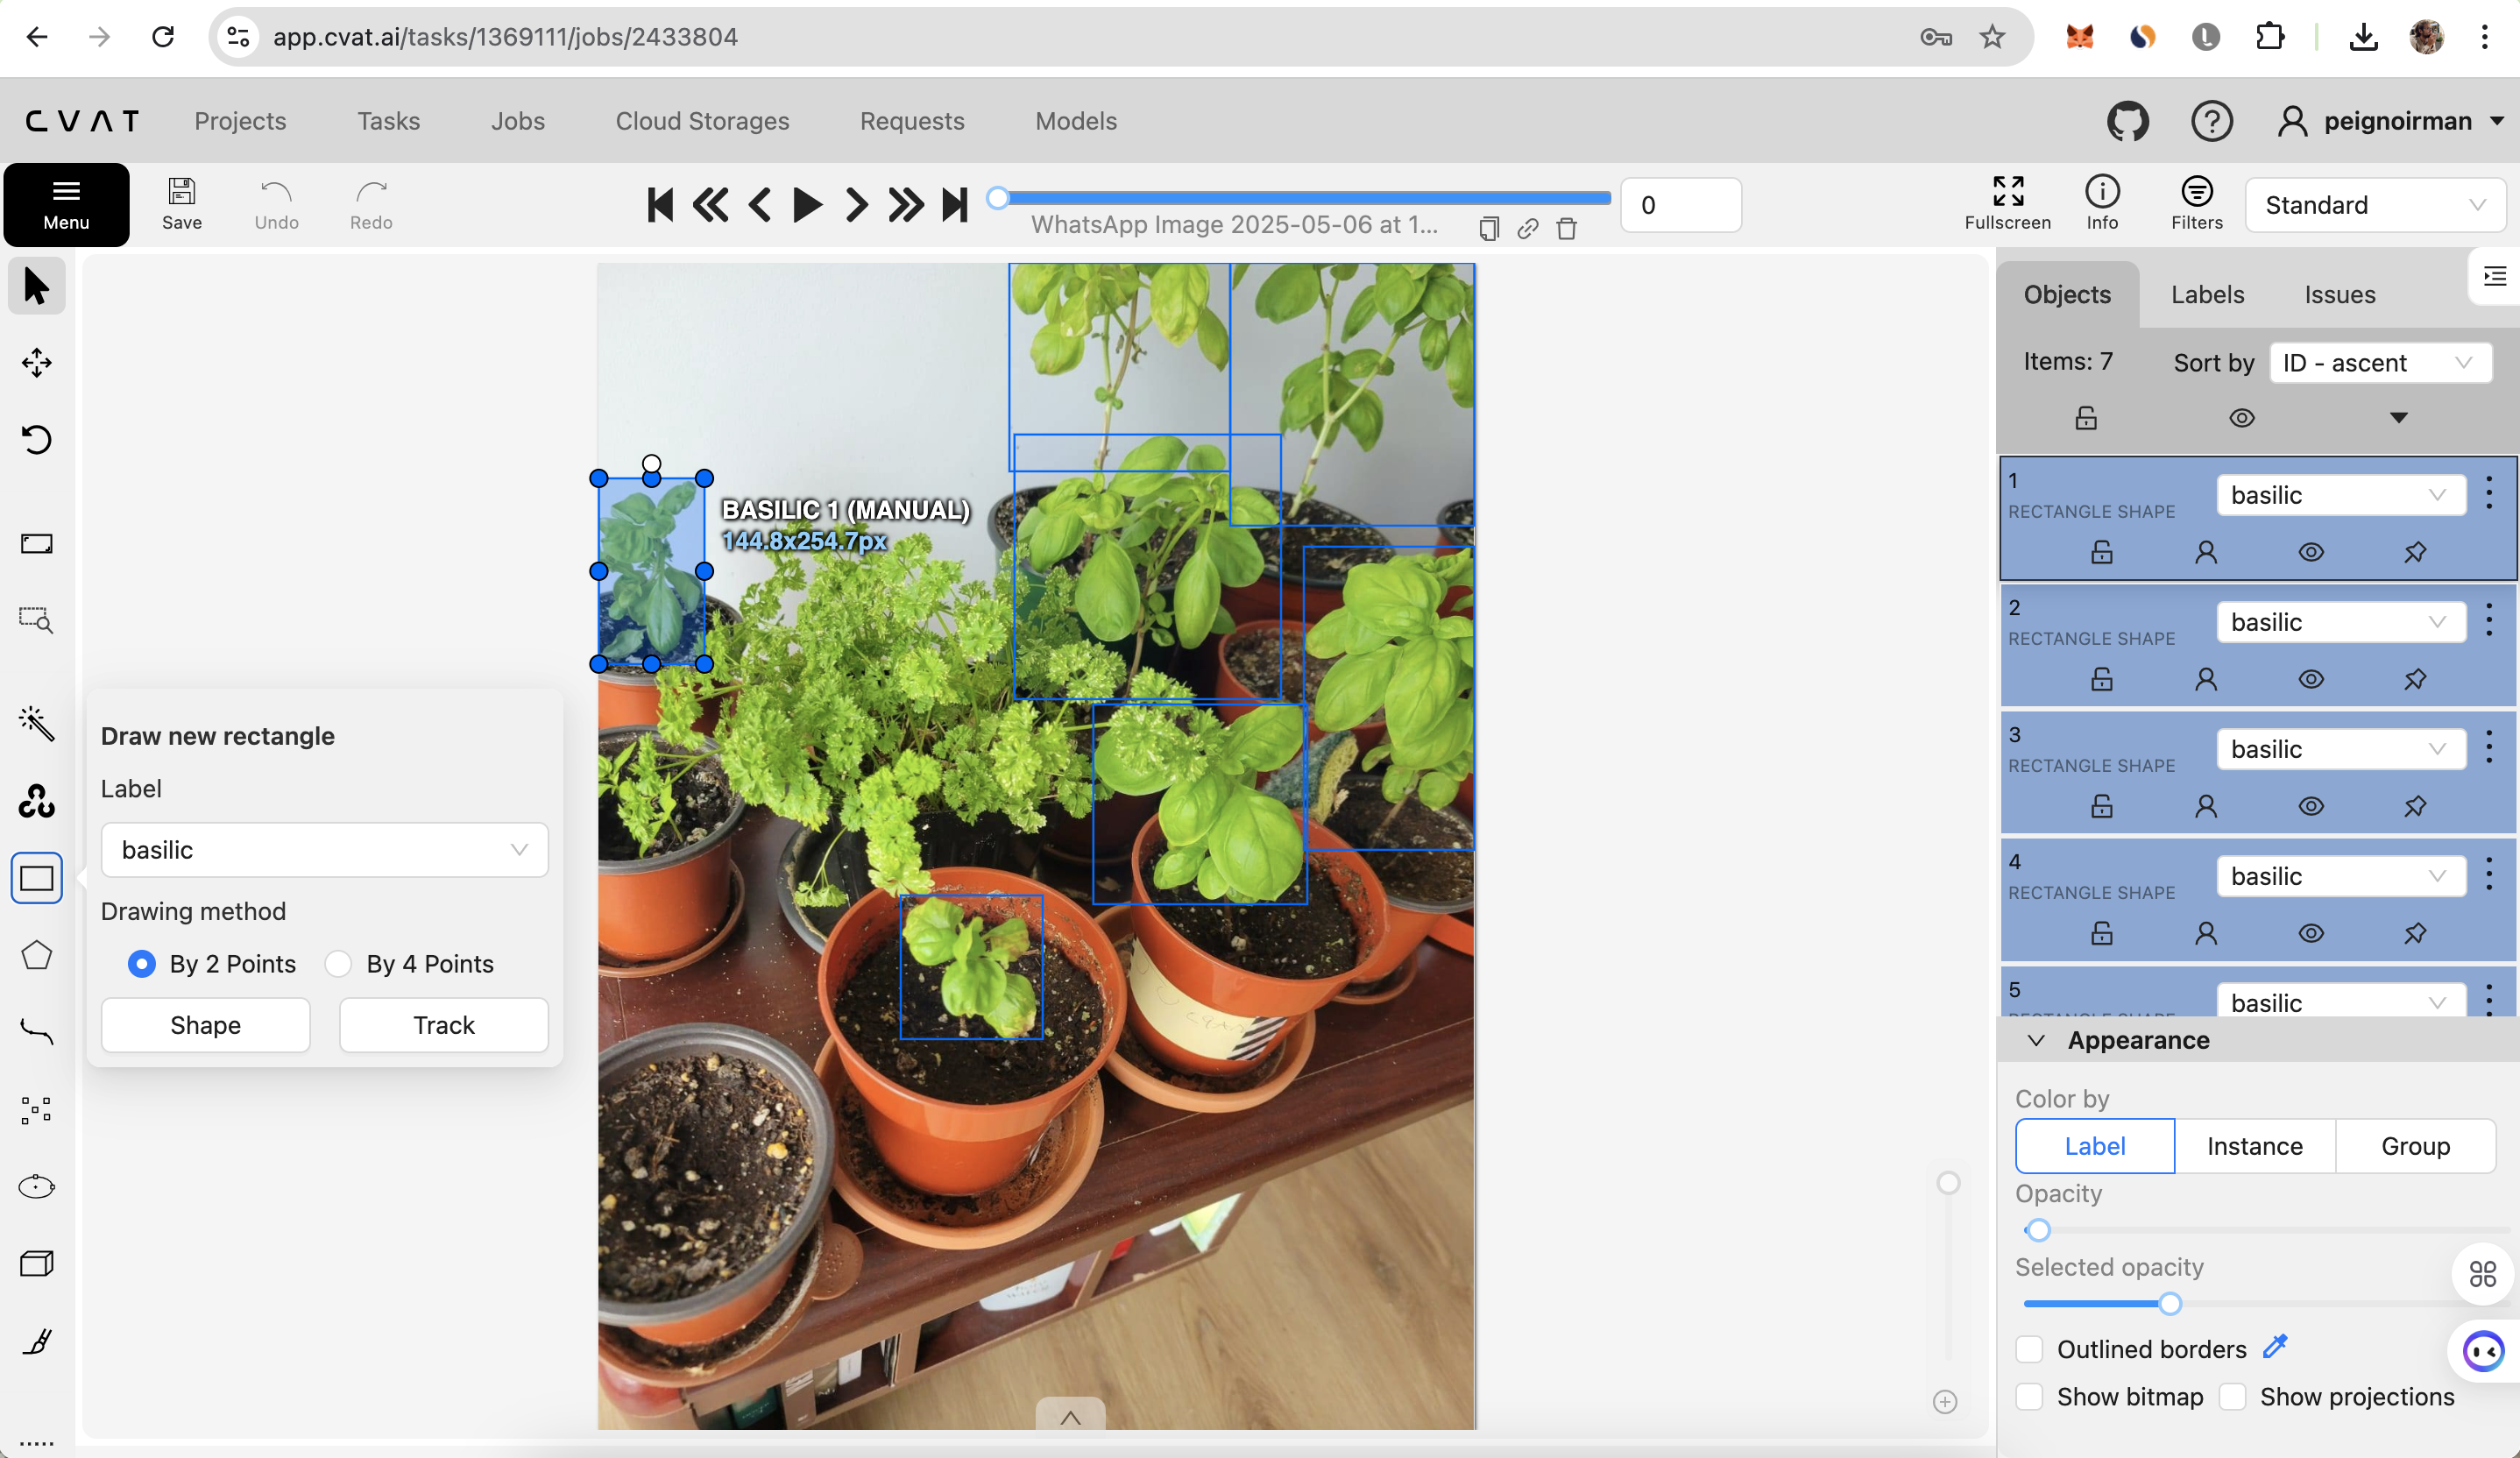 app.cvat.ai/tasks/1369111/jobs/2433804
CVAT
Projects
Tasks
Jobs
Cloud Storages
Requests
Models
peignoirman
Menu
Save
Undo
Redo
WhatsApp Image 2025-05-06 at 1...
0
Fullscreen
Info
Filters
Standard
BASILIC 1 (MANUAL)
144.8x254.7px
Draw new rectangle
Label
basilic
Drawing method
By 2 Points
By 4 Points
Shape
Track
Objects
Labels
Issues
Items: 7
Sort by
ID - ascent
1
RECTANGLE SHAPE
basilic
2
RECTANGLE SHAPE
basilic
3
RECTANGLE SHAPE
basilic
4
RECTANGLE SHAPE
basilic
5
RECTANGLE SHAPE
basilic
Appearance
Color by
Label
Instance
Group
Opacity
Selected opacity
Outlined borders
Show bitmap
Show projections